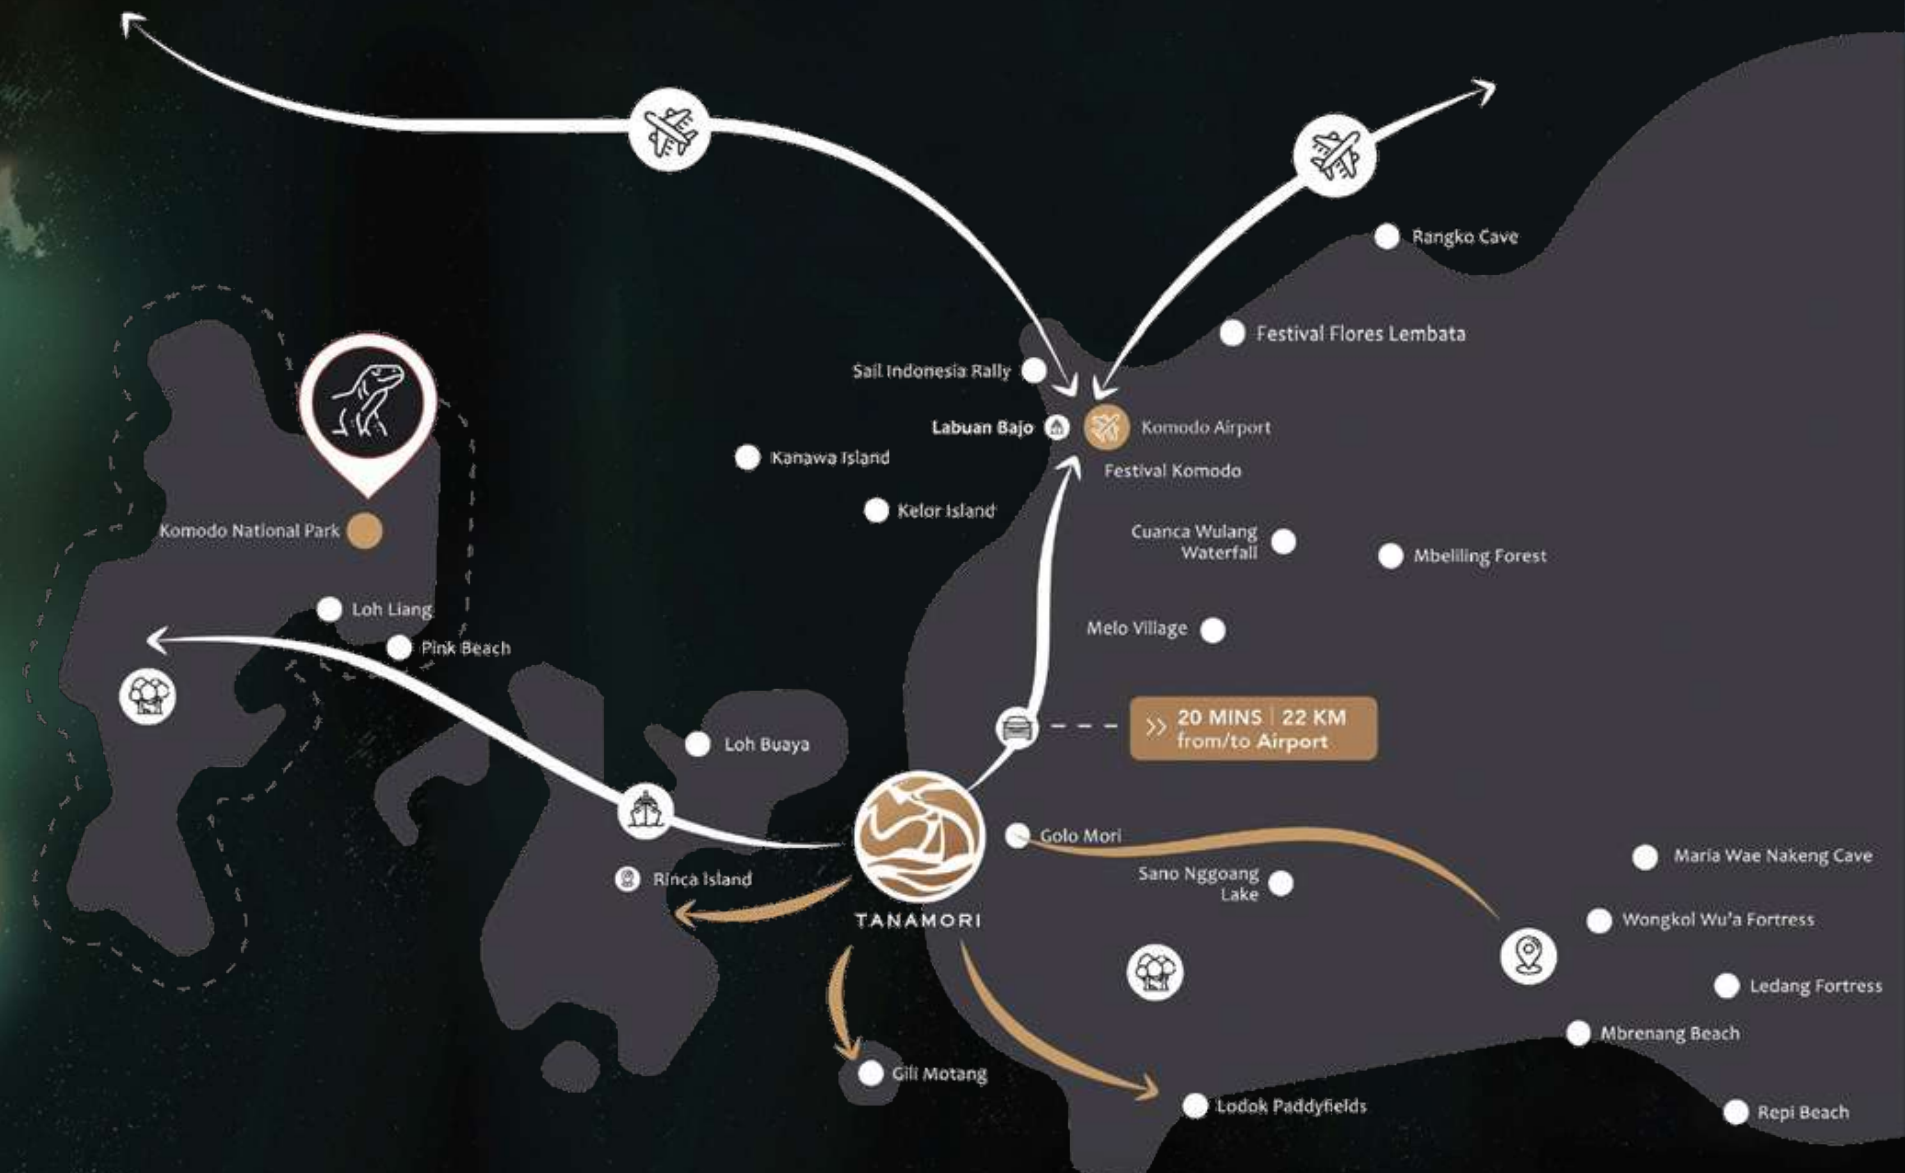 Rangko Cave
Festival Flores Lembata
Sail Indonesia Rally
Labuan Bajo
Komodo Airport
Kanawa Island
Festival Komodo
Kelor Island
Komodo National Park
Cuanca Wulang
Waterfall
Mbeliling Forest
Loh Liang
Pink Beach
Melo Village
20 MINS | 22 KM
from/to Airport
Loh Buaya
Golo Mori
Maria Wae Nakeng Cave
Sano Nggoang
Lake
Rinca Island
TANAMORI
Wongkol Wu'a Fortress
Ledang Fortress
Mbrenang Beach
Gili Motang
Lodok Paddyfields
Repi Beach